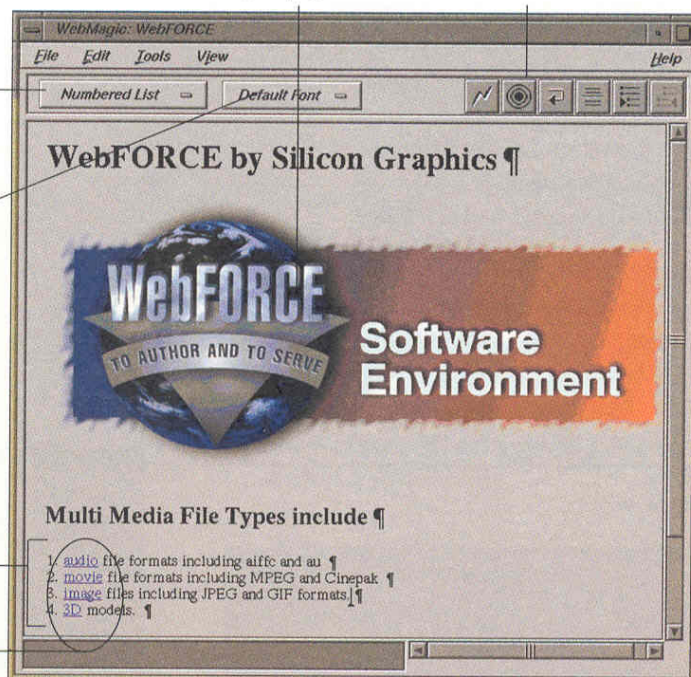 WebMagic: WebFORCE
File Edit Tools View Help
Numbered List Default Font
WebFORCE by Silicon Graphics ¶
WebFORCE
TO AUTHOR AND TO SERVE
Software
Environment
Multi Media File Types include ¶
1. audio file formats including aiffc and au ¶
2. movie file formats including MPEG and Cinepak ¶
3. image files including JPEG and GIF formats. ¶
4. 3D models. ¶